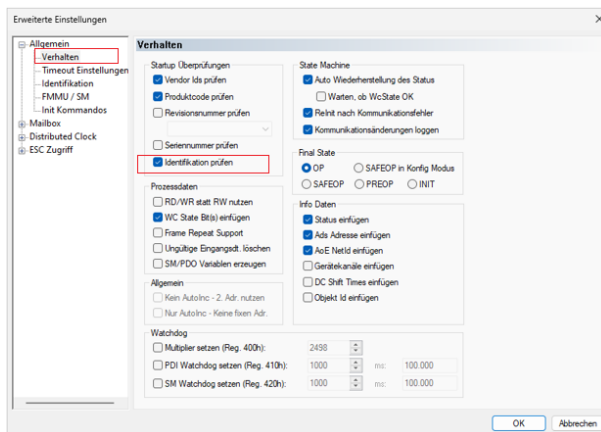 Erweiterte Einstellungen
Allgemein
Verhalten
Timeout Einstellungen
Identifikation
FMMU / SM
Init Kommandos
Mailbox
Distributed Clock
ESC Zugriff
Verhalten
Startup Überprüfungen
Vendor Ids prüfen
Produktcode prüfen
Revisionsnummer prüfen
Seriennummer prüfen
Identifikation prüfen
Prozessdaten
RD/WR statt RW nutzen
WC State Bit(s) einfügen
Frame Repeat Support
Ungültige Eingangsdt. löschen
SM/PDO Variablen erzeugen
Allgemein
Kein AutoInc - 2. Adr. nutzen
Nur AutoInc - Keine fixen Adr.
State Machine
Auto Wiederherstellung des Status
Warten, ob WcState OK
ReInit nach Kommunikationsfehler
Kommunikationsänderungen loggen
Final State
OP SAFEOP in Konfig Modus
SAFEOP PREOP INIT
Info Daten
Status einfügen
Ads Adresse einfügen
AoE NetId einfügen
Gerätekanäle einfügen
DC Shift Times einfügen
Objekt Id einfügen
Watchdog
Multiplier setzen (Reg. 400h): 2498
PDI Watchdog setzen (Reg. 410h): 1000 ms: 100.000
SM Watchdog setzen (Reg. 420h): 1000 ms: 100.000
OK Abbrechen